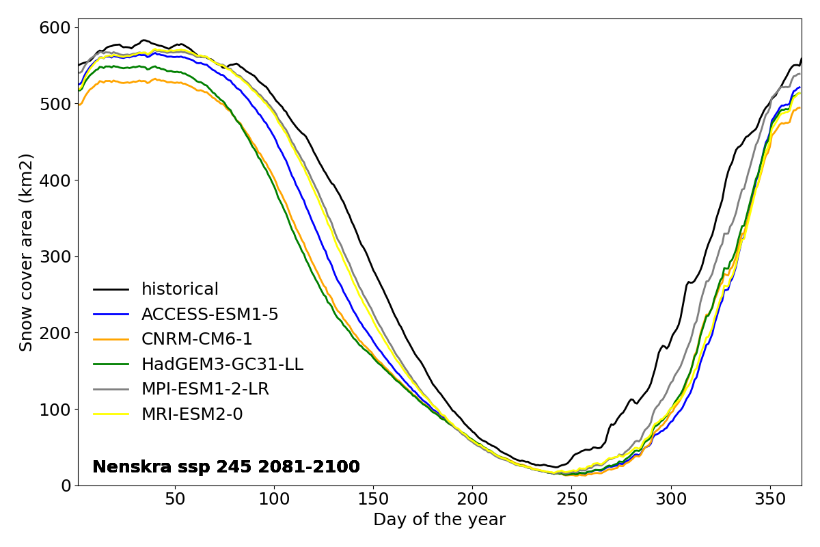 600
500
400
300
200
100
0
Snow cover area (km2)
historical
ACCESS-ESM1-5
CNRM-CM6-1
HadGEM3-GC31-LL
MPI-ESM1-2-LR
MRI-ESM2-0
Nenskra ssp 245 2081-2100
50 100 150 200 250 300 350
Day of the year